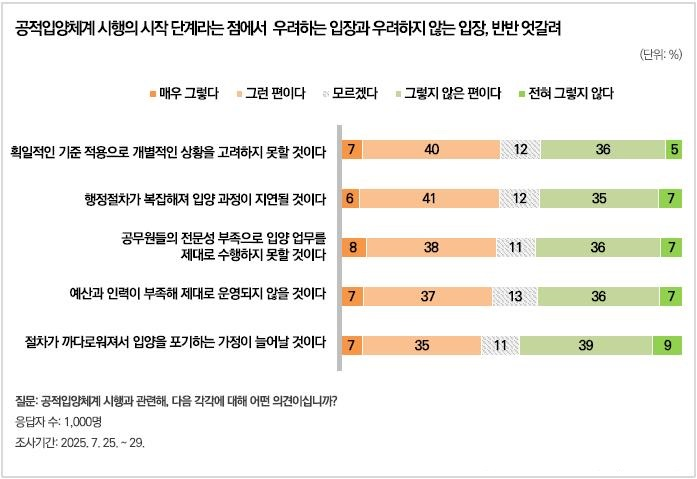 공적입양체계 시행의 시작 단계라는 점에서 우려하는 입장과 우려하지 않는 입장, 반반 엇갈려
(단위: %)
매우 그렇다 그런 편이다 모르겠다 그렇지 않은 편이다 전혀 그렇지 않다
획일적인 기준 적용으로 개별적인 상황을 고려하지 못할 것이다 7 40 12 36 5
행정절차가 복잡해져 입양 과정이 지연될 것이다 6 41 12 35 7
공무원들의 전문성 부족으로 입양 업무를
제대로 수행하지 못할 것이다 8 38 11 36 7
예산과 인력이 부족해 제대로 운영되지 않을 것이다 7 37 13 36 7
절차가 까다로워져서 입양을 포기하는 가정이 늘어날 것이다 7 35 11 39 9
질문: 공적입양체계 시행과 관련해, 다음 각각에 대해 어떤 의견이십니까?
응답자 수: 1,000명
조사기간: 2025. 7. 25. ~ 29.